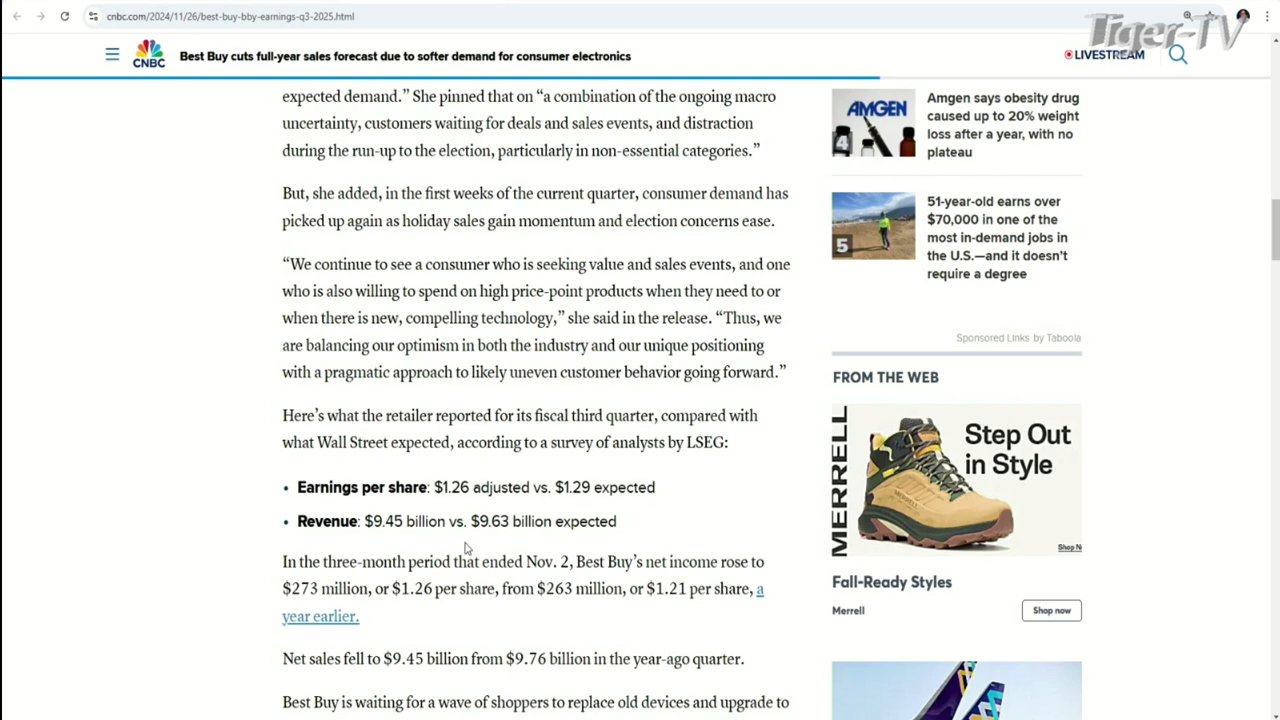 cnbc.com/2024/11/26/best-buy-bby-earnings-q3-2025.html
Tiger-TV
CNBC
Best Buy cuts full-year sales forecast due to softer demand for consumer electronics
LIVESTREAM
expected demand.” She pinned that on “a combination of the ongoing macro
uncertainty, customers waiting for deals and sales events, and distraction
during the run-up to the election, particularly in non-essential categories.”
But, she added, in the first weeks of the current quarter, consumer demand has
picked up again as holiday sales gain momentum and election concerns ease.
“We continue to see a consumer who is seeking value and sales events, and one
who is also willing to spend on high price-point products when they need to or
when there is new, compelling technology,” she said in the release. “Thus, we
are balancing our optimism in both the industry and our unique positioning
with a pragmatic approach to likely uneven customer behavior going forward.”
Here’s what the retailer reported for its fiscal third quarter, compared with
what Wall Street expected, according to a survey of analysts by LSEG:
• Earnings per share: $1.26 adjusted vs. $1.29 expected
• Revenue: $9.45 billion vs. $9.63 billion expected
In the three-month period that ended Nov. 2, Best Buy’s net income rose to
$273 million, or $1.26 per share, from $263 million, or $1.21 per share, a
year earlier.
Net sales fell to $9.45 billion from $9.76 billion in the year-ago quarter.
Best Buy is waiting for a wave of shoppers to replace old devices and upgrade to
AMGEN
4
Amgen says obesity drug
caused up to 20% weight
loss after a year, with no
plateau
5
51-year-old earns over
$70,000 in one of the
most in-demand jobs in
the U.S.—and it doesn’t
require a degree
Sponsored Links by Taboola
FROM THE WEB
MERRELL
Step Out
in Style
Shop N
Fall-Ready Styles
Merrell
Shop now